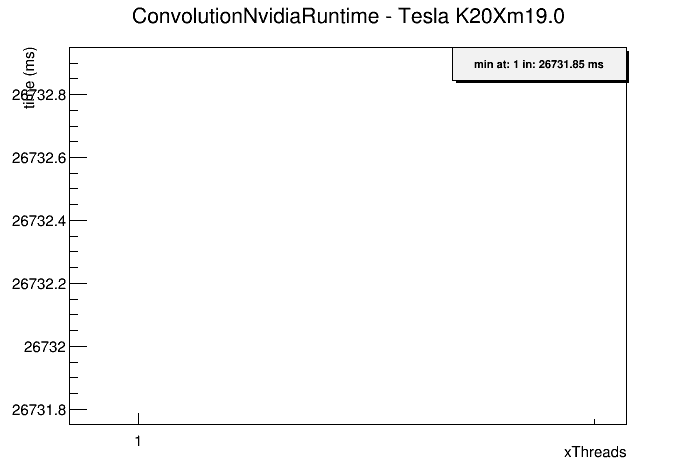 ConvolutionNvidiaRuntime - Tesla K20Xm19.0
time (ms)
min at: 1 in: 26731.85 ms
26732.8
26732.6
26732.4
26732.2
26732
26731.8
1
xThreads